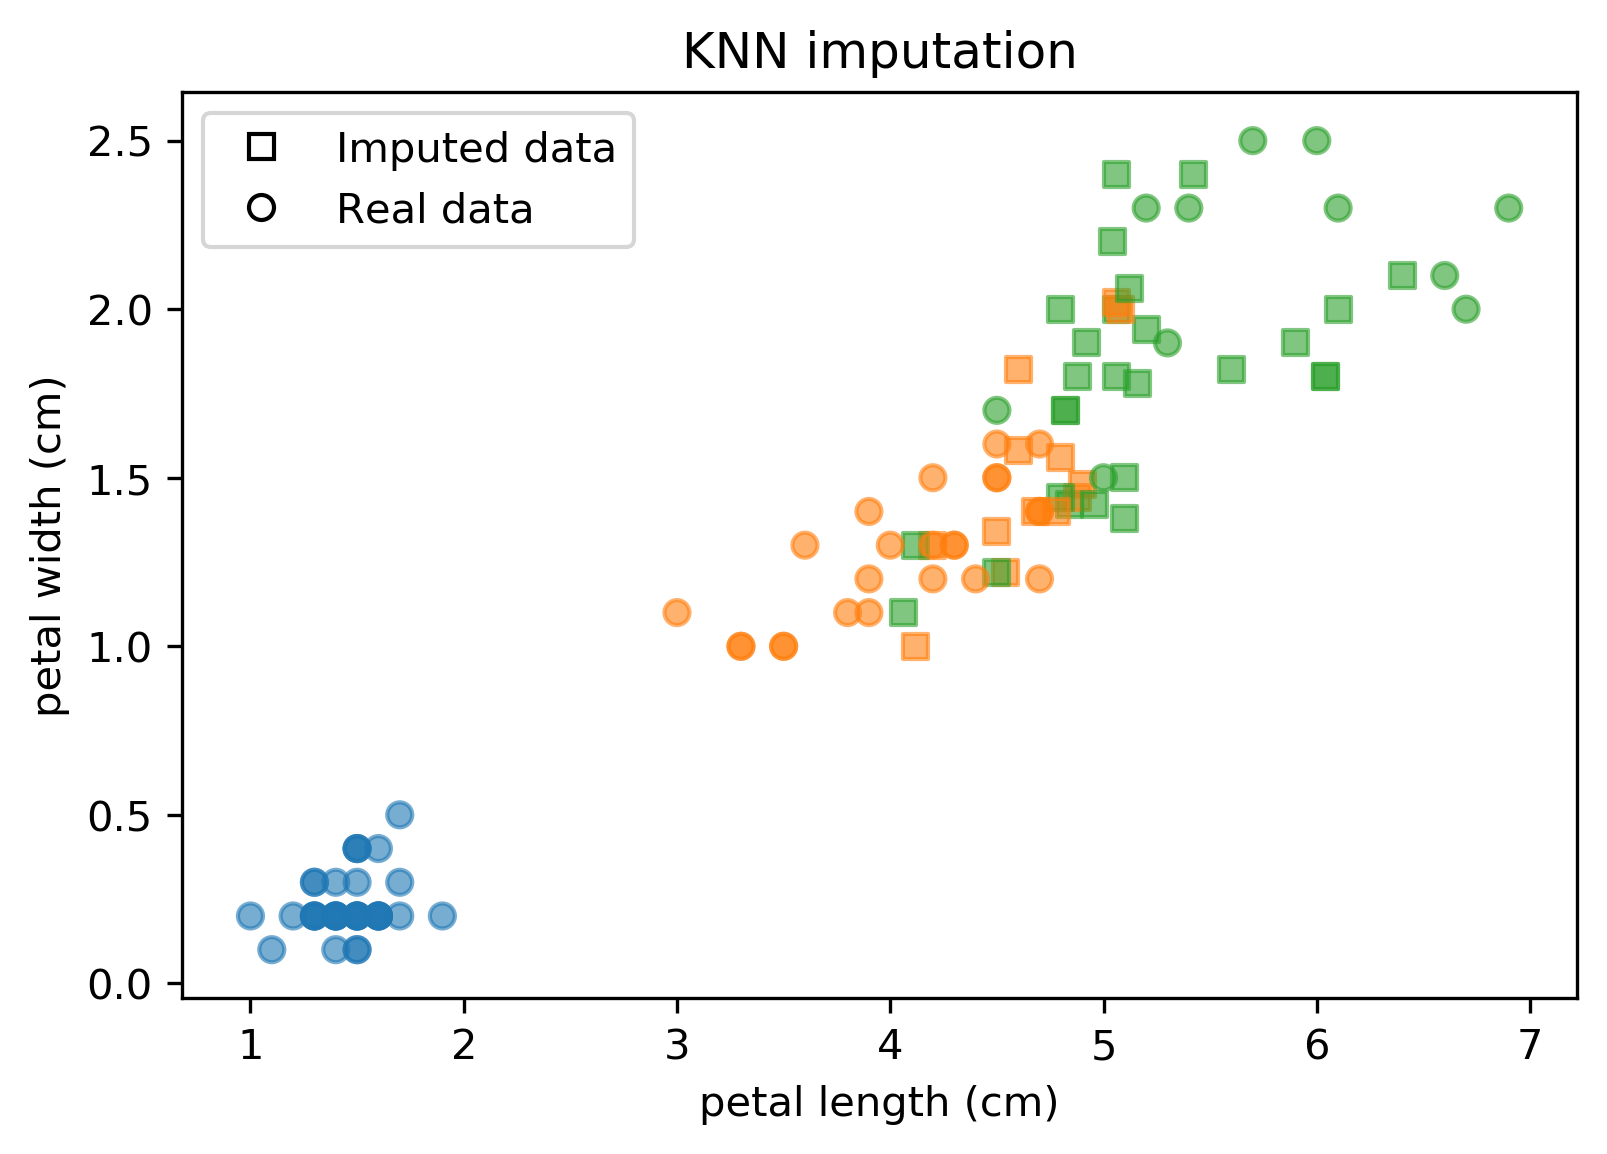 KNN imputation
Imputed data
Real data
2.5
2.0
1.5
1.0
0.5
0.0
petal width (cm)
1 2 3 4 5 6 7
petal length (cm)